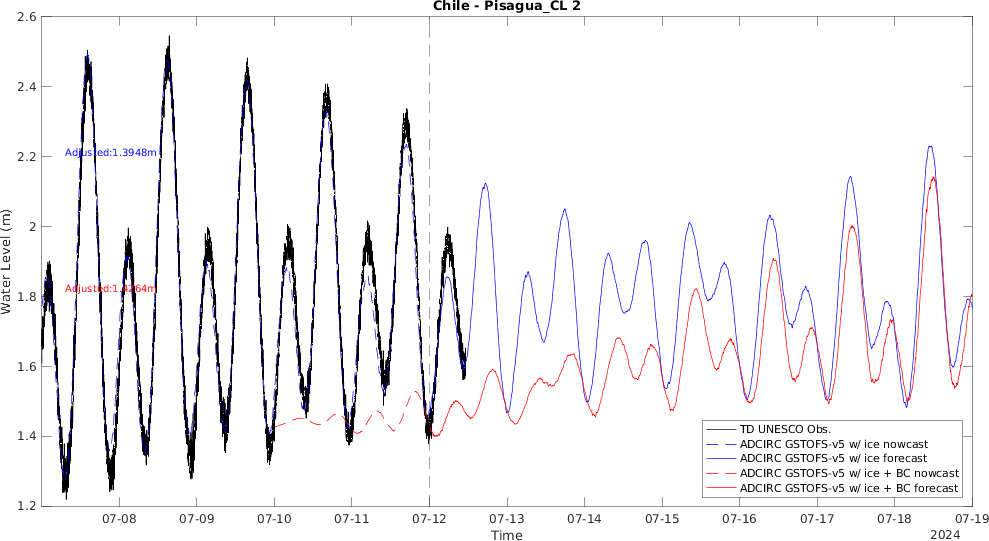 Chile - Pisagua_CL 2
Water Level (m)
2.6
2.4
2.2
2
1.8
1.6
1.4
1.2
Adjusted:1.3948m
Adjusted:1.4264m
TD UNESCO Obs.
ADCIRC GSTOFS-v5 w/ ice nowcast
ADCIRC GSTOFS-v5 w/ ice forecast
ADCIRC GSTOFS-v5 w/ ice + BC nowcast
ADCIRC GSTOFS-v5 w/ ice + BC forecast
07-08 07-09 07-10 07-11 07-12 07-13 07-14 07-15 07-16 07-17 07-18 07-19
Time
2024